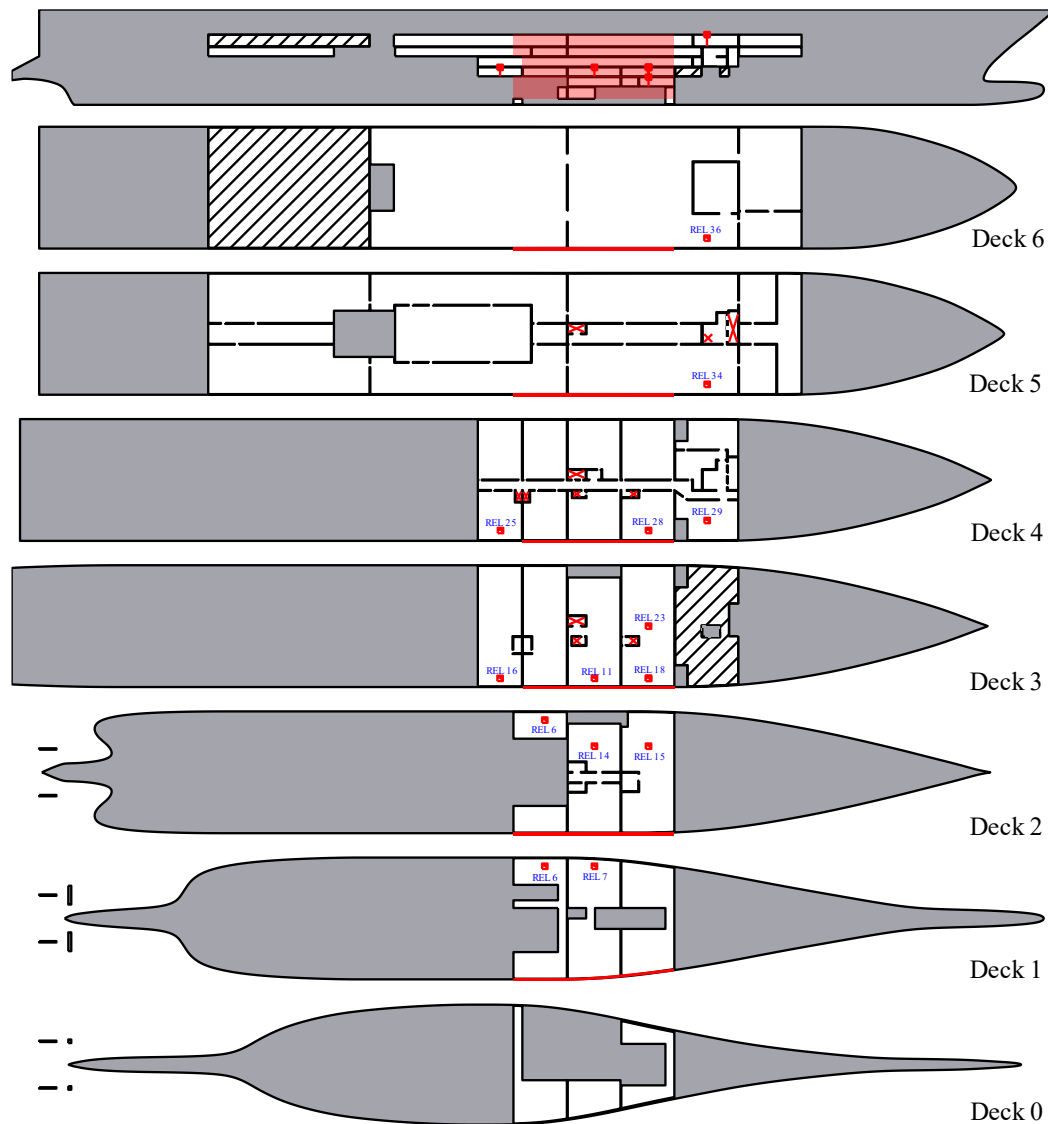 REL 36
Deck 6
REL 34
Deck 5
REL 25
REL 28
REL 29
Deck 4
REL 23
REL 16
REL 11
REL 18
Deck 3
REL 6
REL 14
REL 15
Deck 2
REL 6
REL 7
Deck 1
Deck 0